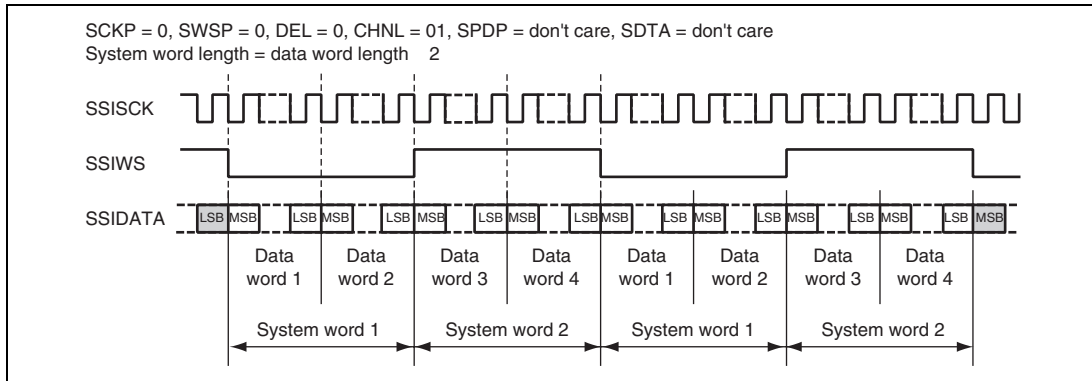 SCKP = 0, SWSP = 0, DEL = 0, CHNL = 01, SPDP = don't care, SDTA = don't care
System word length = data word length 2
SSISCK
SSIWS
SSIDATA
LSB MSB LSB MSB LSB MSB LSB MSB LSB MSB LSB MSB LSB MSB LSB MSB LSB MSB
Data word 1
Data word 2
Data word 3
Data word 4
Data word 1
Data word 2
Data word 3
Data word 4
System word 1
System word 2
System word 1
System word 2